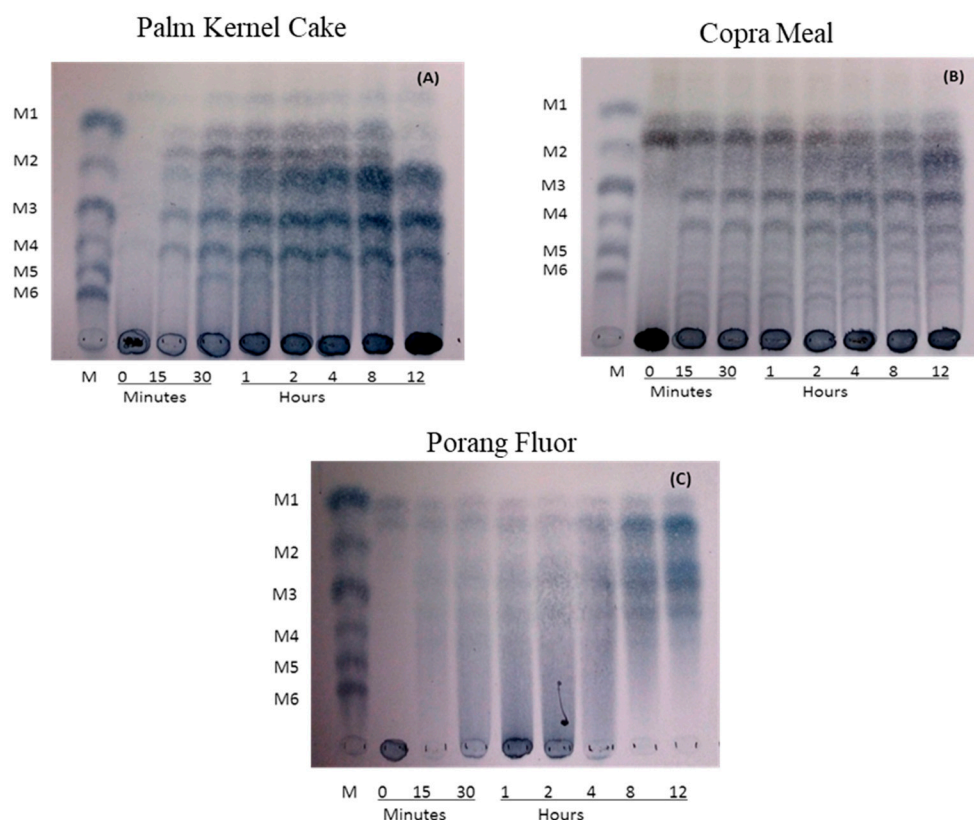 Palm Kernel Cake
(A)
M1
M2
M3
M4
M5
M6
M 0 15 30 1 2 4 8 12
Minutes Hours
Copra Meal
(B)
M1
M2
M3
M4
M5
M6
M 0 15 30 1 2 4 8 12
Minutes Hours
Porang Fluor
(C)
M1
M2
M3
M4
M5
M6
M 0 15 30 1 2 4 8 12
Minutes Hours